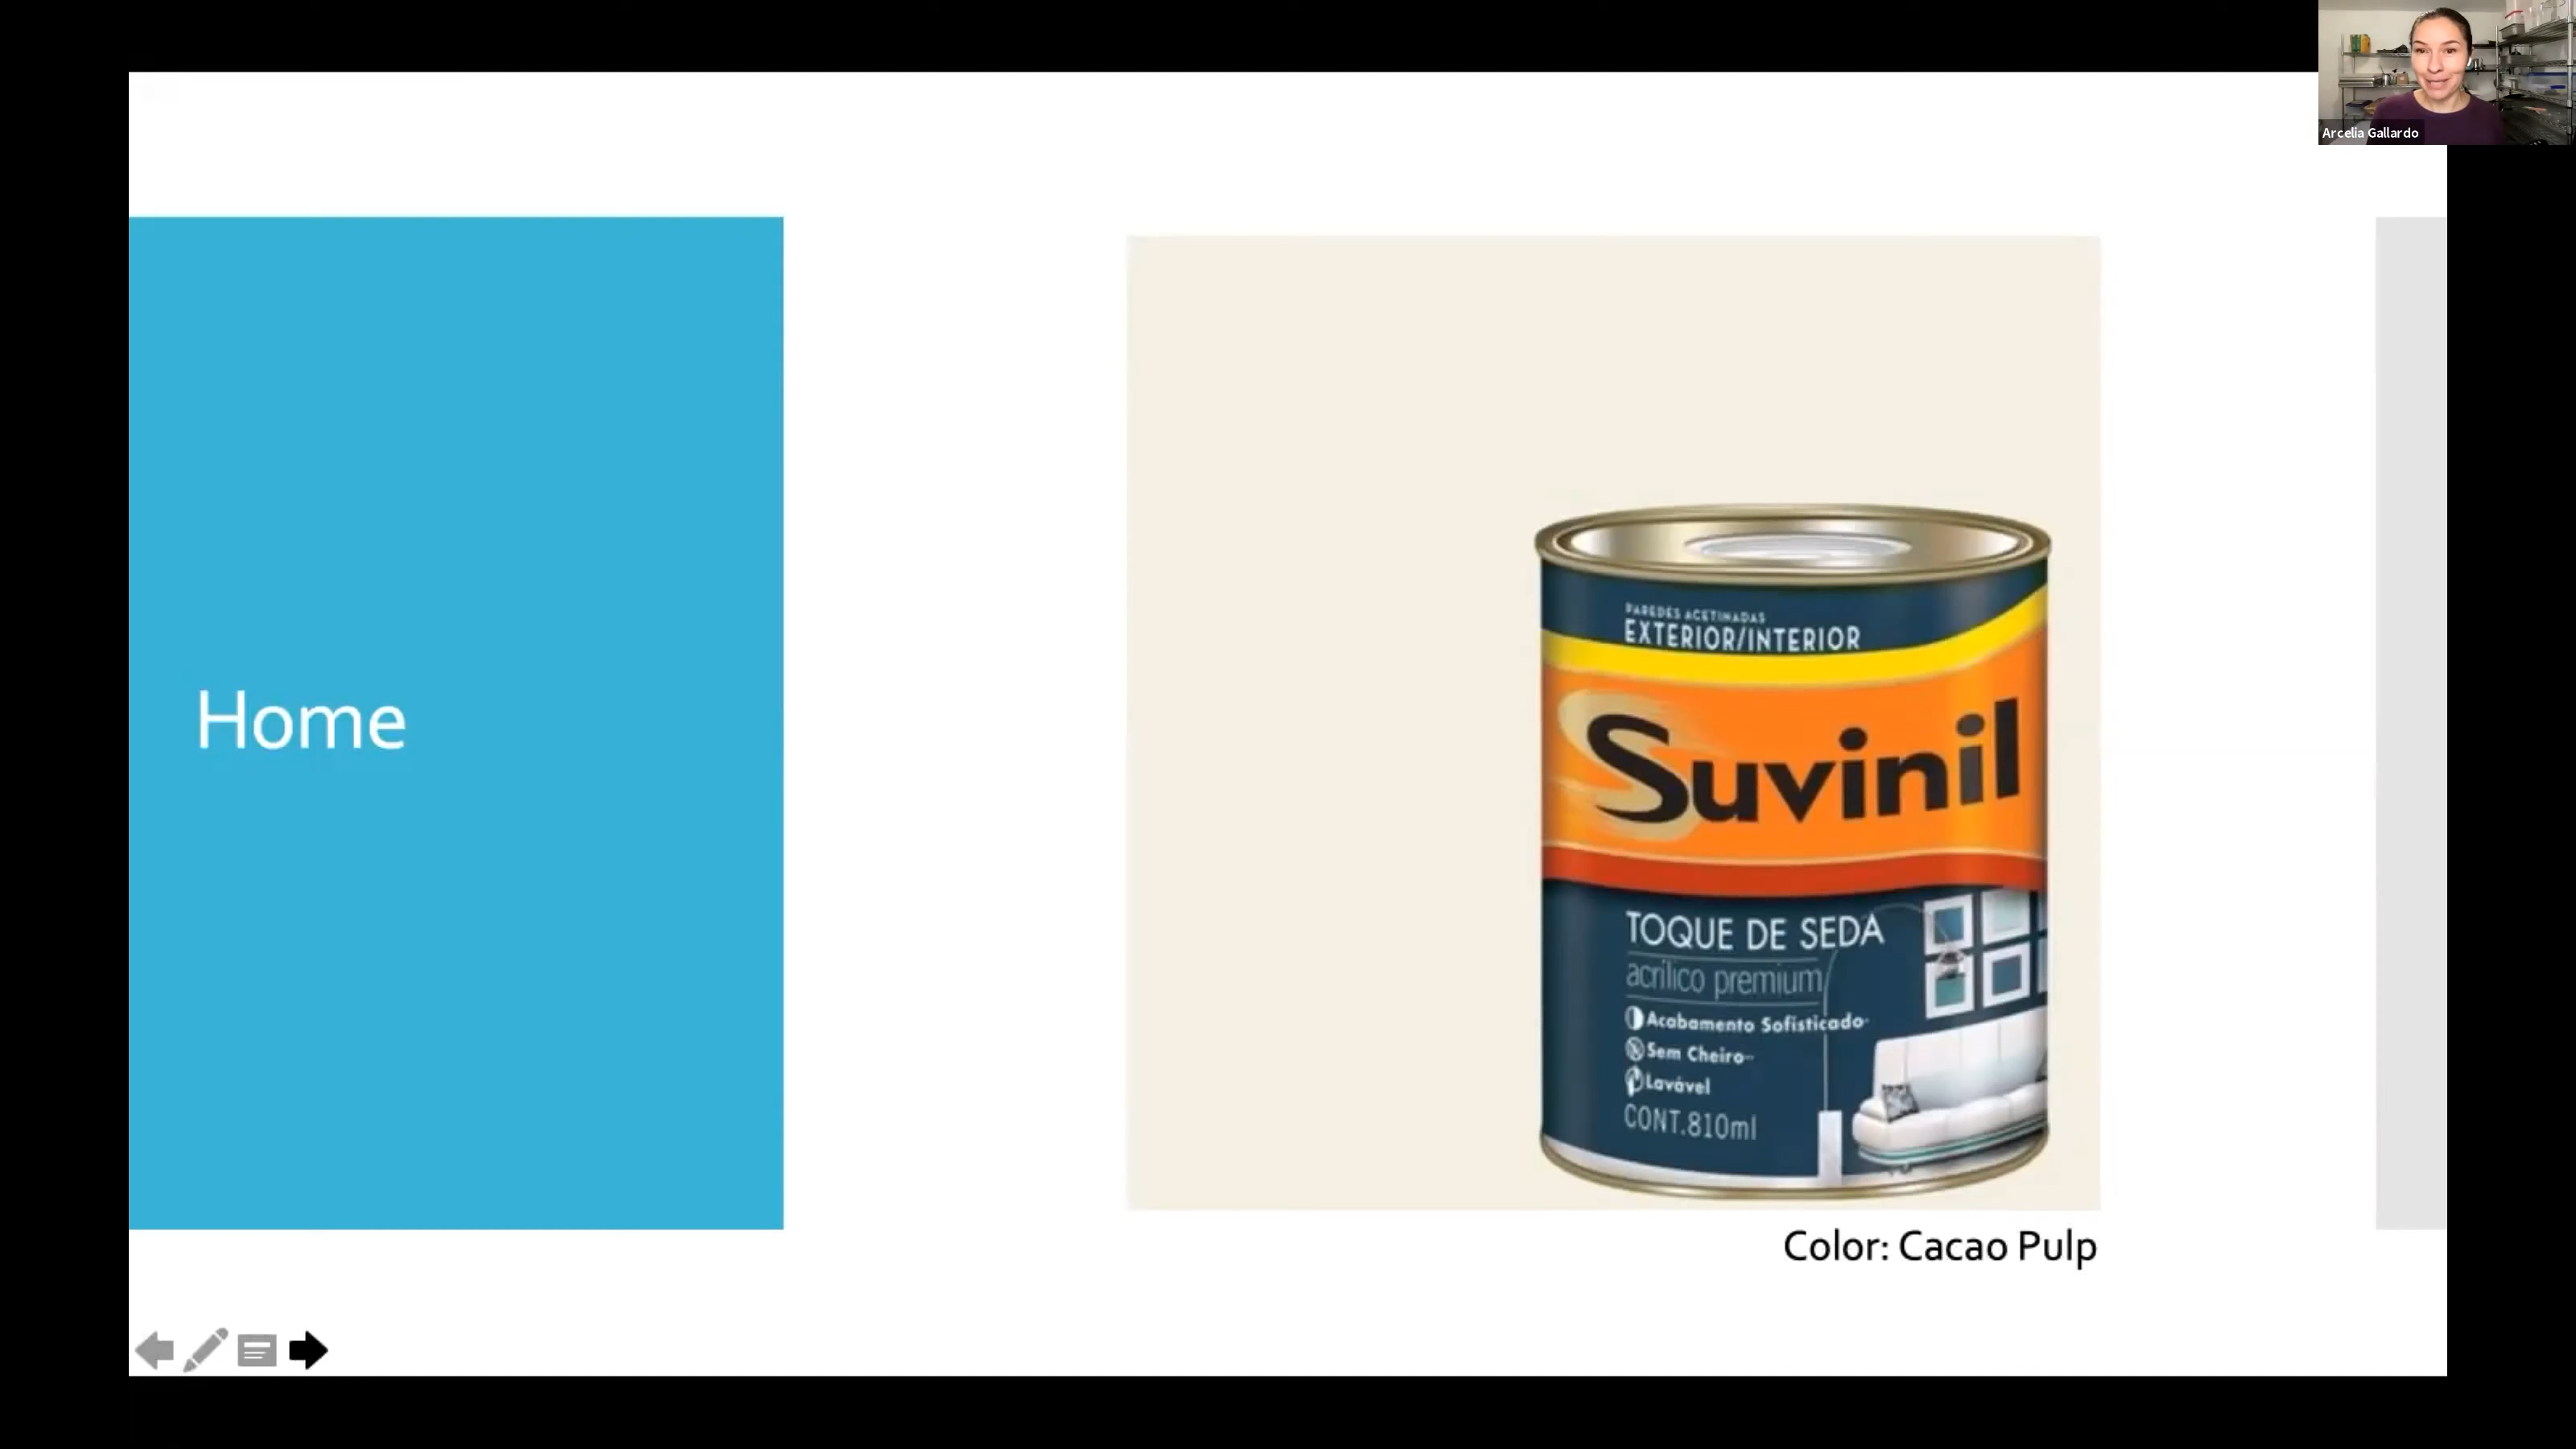 Arcelia Gallardo
Home
PAREDES ACETINADAS
EXTERIOR/INTERIOR
Suvinil
TOQUE DE SEDA
acrílico premium
Acabamento Sofisticado
Sem Cheiro
Lavável
CONT.810ml
Color: Cacao Pulp